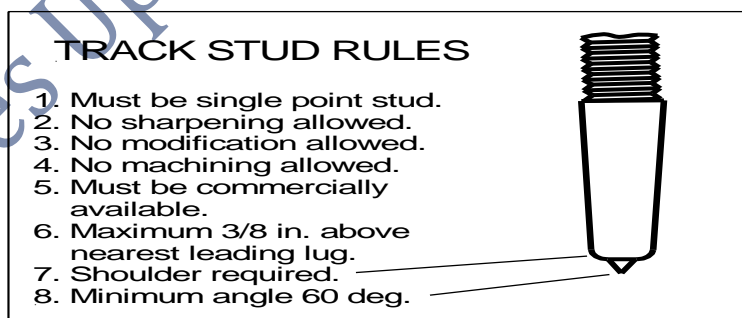 TRACK STUD RULES
1. Must be single point stud.
2. No sharpening allowed.
3. No modification allowed.
4. No machining allowed.
5. Must be commercially
available.
6. Maximum 3/8 in. above
nearest leading lug.
7. Shoulder required.
8. Minimum angle 60 deg.